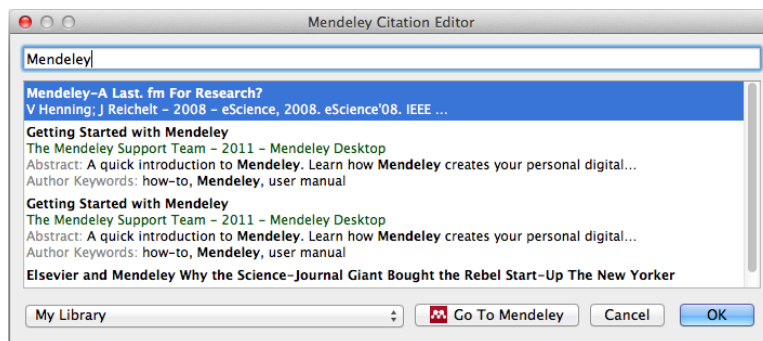 Mendeley Citation Editor
Mendeley
Mendeley-A Last. fm For Research?
V Henning; J Reichelt - 2008 - eScience, 2008. eScience'08. IEEE ...
Getting Started with Mendeley
The Mendeley Support Team - 2011 - Mendeley Desktop
Abstract: A quick introduction to Mendeley. Learn how Mendeley creates your personal digital...
Author Keywords: how-to, Mendeley, user manual
Getting Started with Mendeley
The Mendeley Support Team - 2011 - Mendeley Desktop
Abstract: A quick introduction to Mendeley. Learn how Mendeley creates your personal digital...
Author Keywords: how-to, Mendeley, user manual
Elsevier and Mendeley Why the Science-Journal Giant Bought the Rebel Start-Up The New Yorker
My Library Go To Mendeley Cancel OK